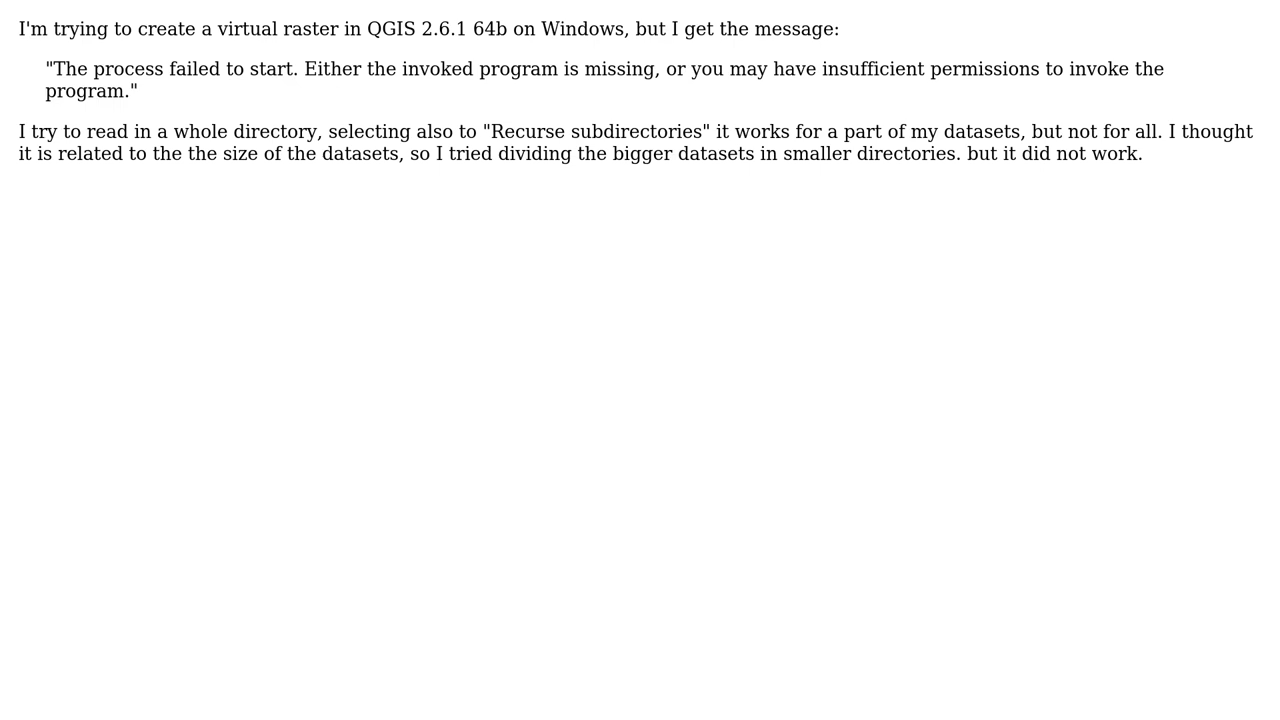 I'm trying to create a virtual raster in QGIS 2.6.1 64b on Windows, but I get the message:
"The process failed to start. Either the invoked program is missing, or you may have insufficient permissions to invoke the
program."
I try to read in a whole directory, selecting also to "Recurse subdirectories" it works for a part of my datasets, but not for all. I thought
it is related to the the size of the datasets, so I tried dividing the bigger datasets in smaller directories. but it did not work.